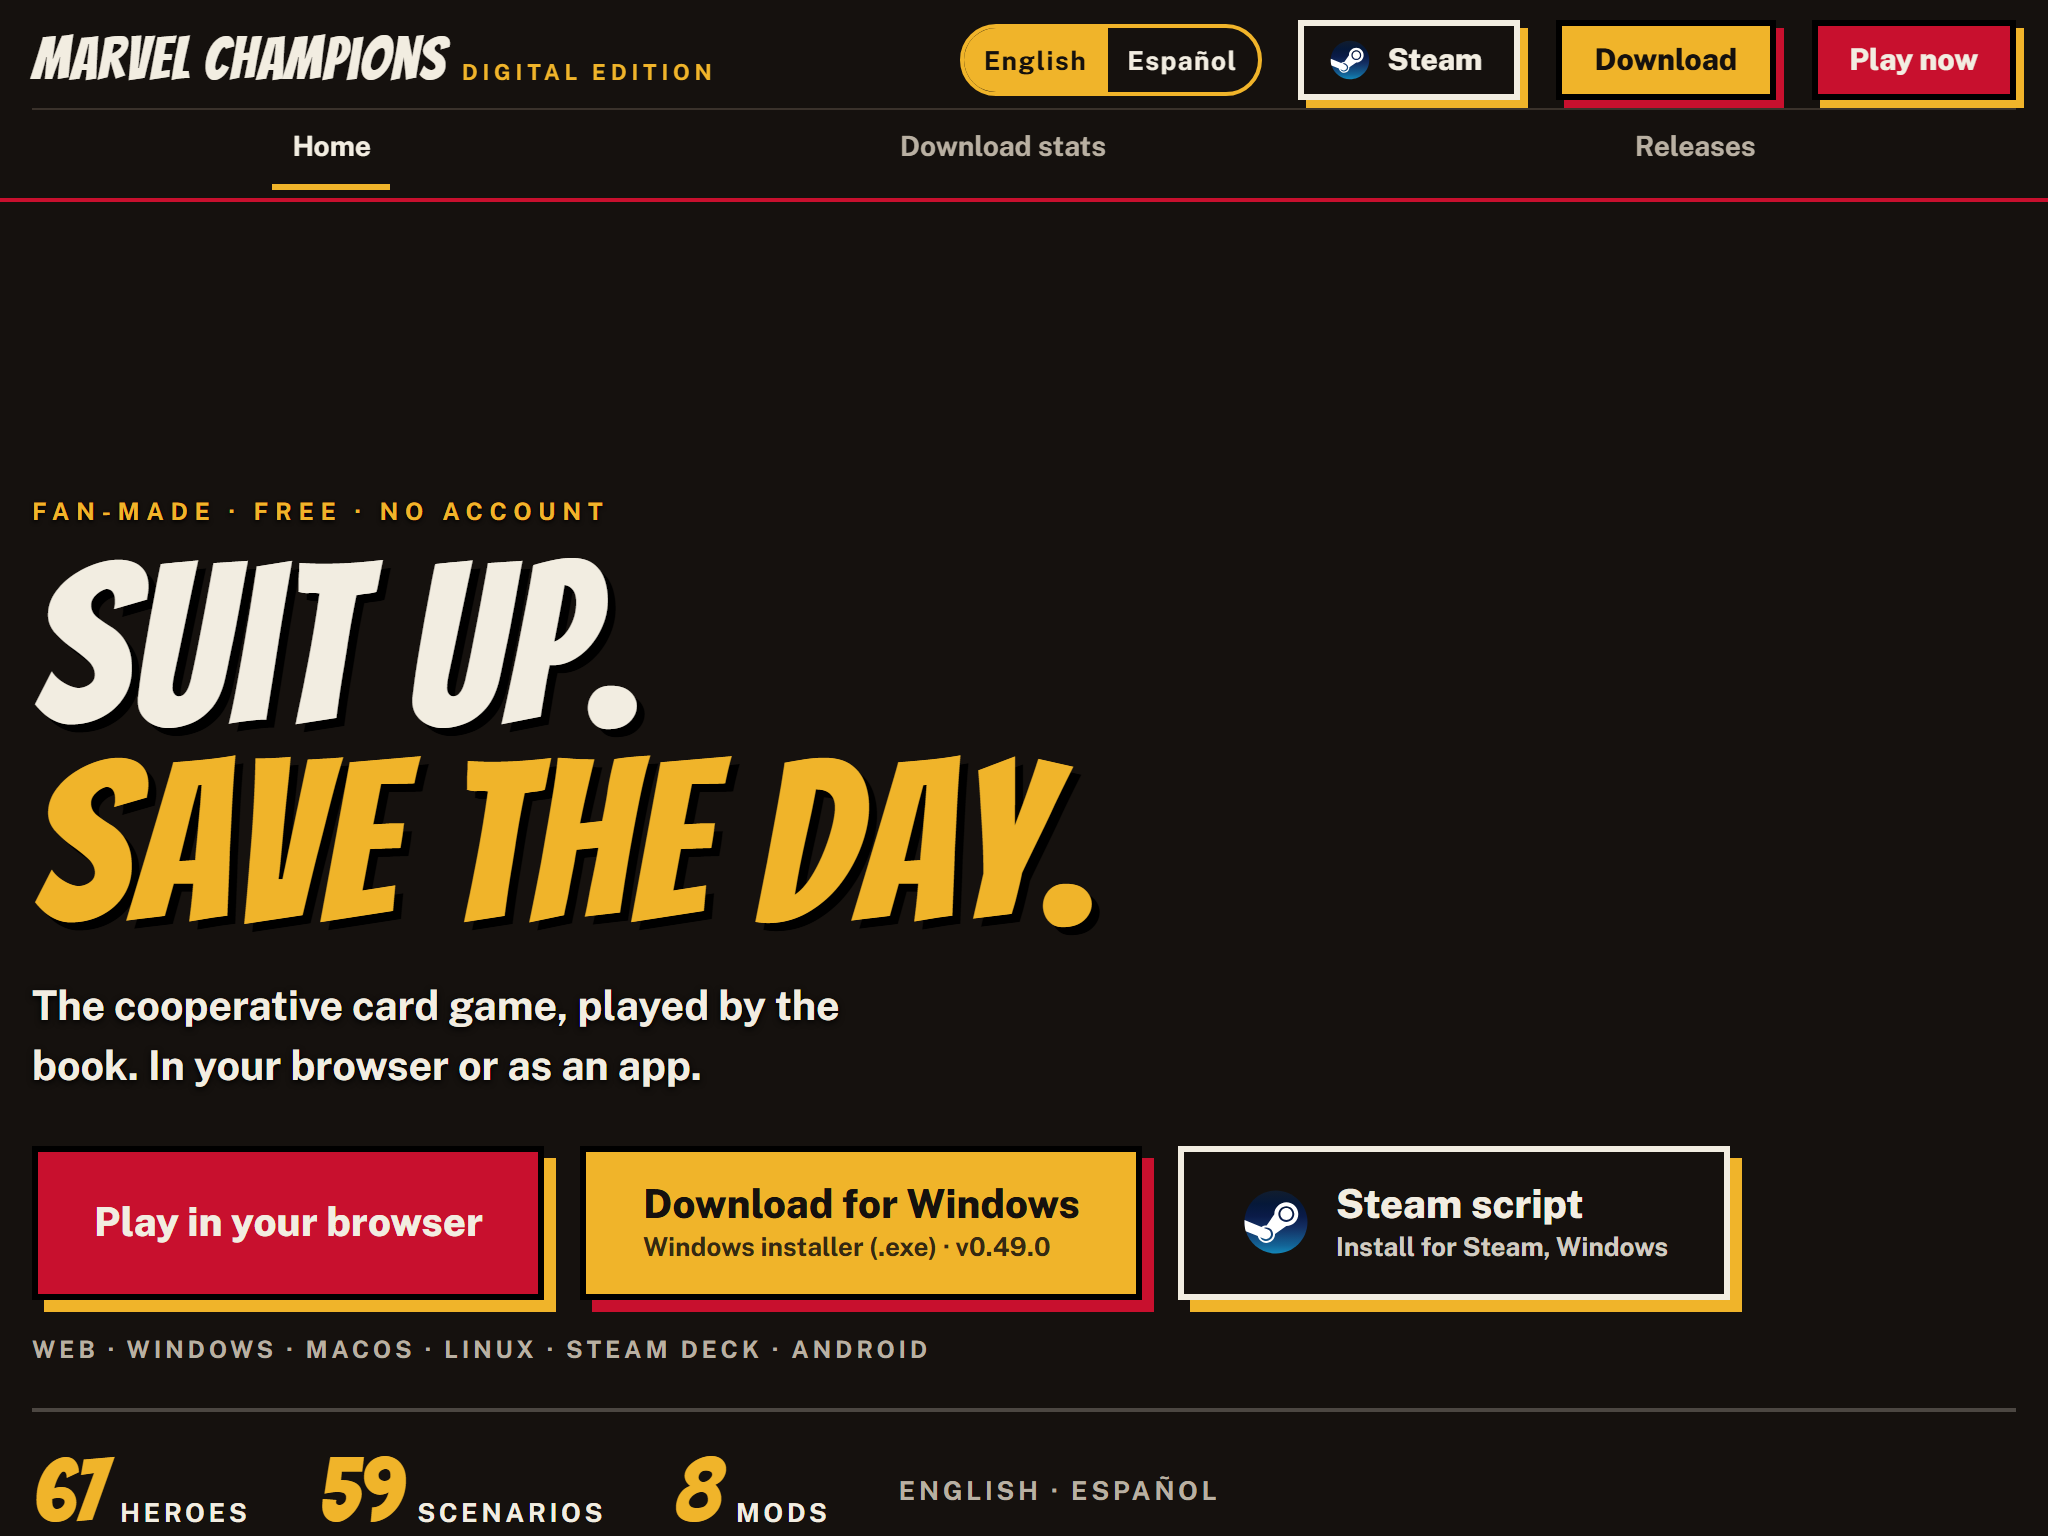 MARVEL CHAMPIONS DIGITAL EDITION
English Español
Steam
Download
Play now
Home
Download stats
Releases
FAN-MADE · FREE · NO ACCOUNT
SUIT UP.
SAVE THE DAY.
The cooperative card game, played by the
book. In your browser or as an app.
Play in your browser
Download for Windows
Windows installer (.exe) · v0.49.0
Steam script
Install for Steam, Windows
WEB · WINDOWS · MACOS · LINUX · STEAM DECK · ANDROID
67 HEROES
59 SCENARIOS
8 MODS
ENGLISH · ESPAÑOL